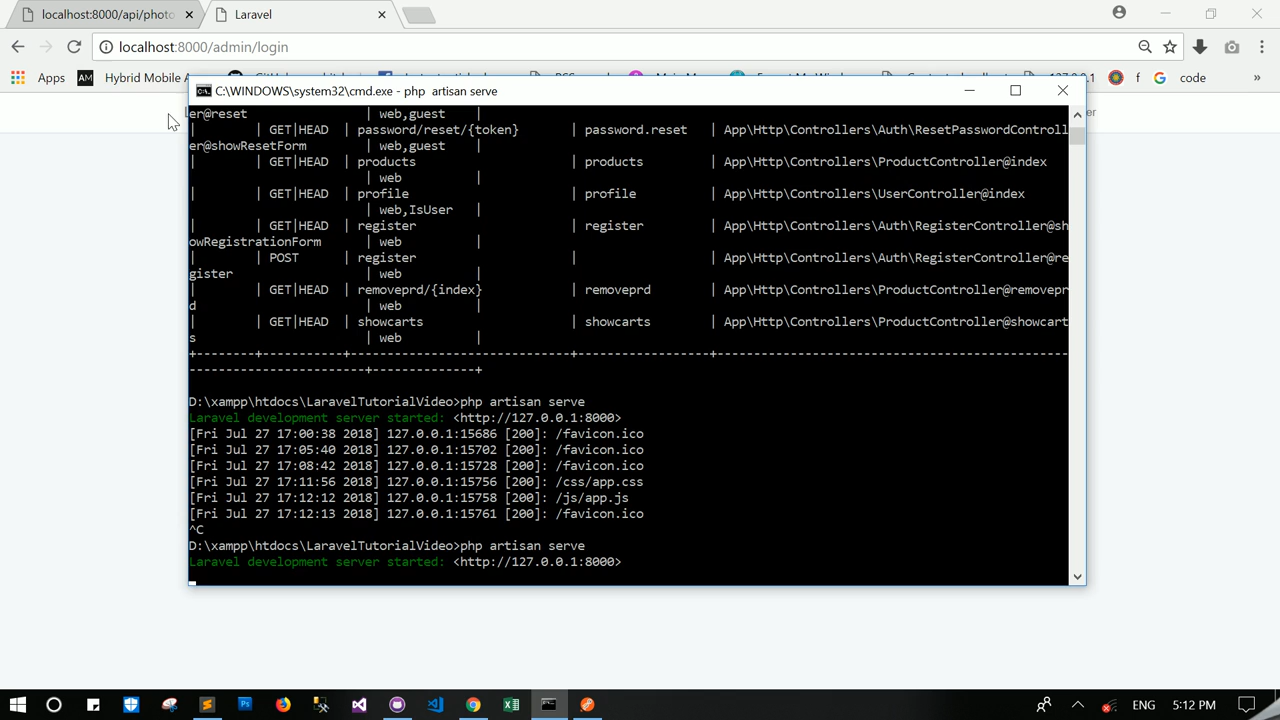 localhost:8000/api/photo
Laravel
localhost:8000/admin/login
Apps
AM
Hybrid Mobile A
127.0.0.1
f
G
code
»
C:\WINDOWS\system32\cmd.exe - php artisan serve
er@reset | web,guest |
| | GET|HEAD | password/reset/{token} | password.reset | App\Http\Controllers\Auth\ResetPasswordControll
er@showResetForm | web,guest |
| | GET|HEAD | products | products | App\Http\Controllers\ProductController@index
| web |
| | GET|HEAD | profile | profile | App\Http\Controllers\UserController@index
| web,IsUser |
| | GET|HEAD | register | register | App\Http\Controllers\Auth\RegisterController@sh
owRegistrationForm | web |
| | POST | register | | App\Http\Controllers\Auth\RegisterController@re
gister | web |
| | GET|HEAD | removeprd/{index} | removeprd | App\Http\Controllers\ProductController@removepr
d | web |
| | GET|HEAD | showcarts | showcarts | App\Http\Controllers\ProductController@showcart
s | web |
D:\xampp\htdocs\LaravelTutorialVideo>php artisan serve
Laravel development server started: <http://127.0.0.1:8000>
[Fri Jul 27 17:00:38 2018] 127.0.0.1:15686 [200]: /favicon.ico
[Fri Jul 27 17:05:40 2018] 127.0.0.1:15702 [200]: /favicon.ico
[Fri Jul 27 17:08:42 2018] 127.0.0.1:15728 [200]: /favicon.ico
[Fri Jul 27 17:11:56 2018] 127.0.0.1:15756 [200]: /css/app.css
[Fri Jul 27 17:12:12 2018] 127.0.0.1:15758 [200]: /js/app.js
[Fri Jul 27 17:12:13 2018] 127.0.0.1:15761 [200]: /favicon.ico
^C
D:\xampp\htdocs\LaravelTutorialVideo>php artisan serve
Laravel development server started: <http://127.0.0.1:8000>
er
ENG
5:12 PM